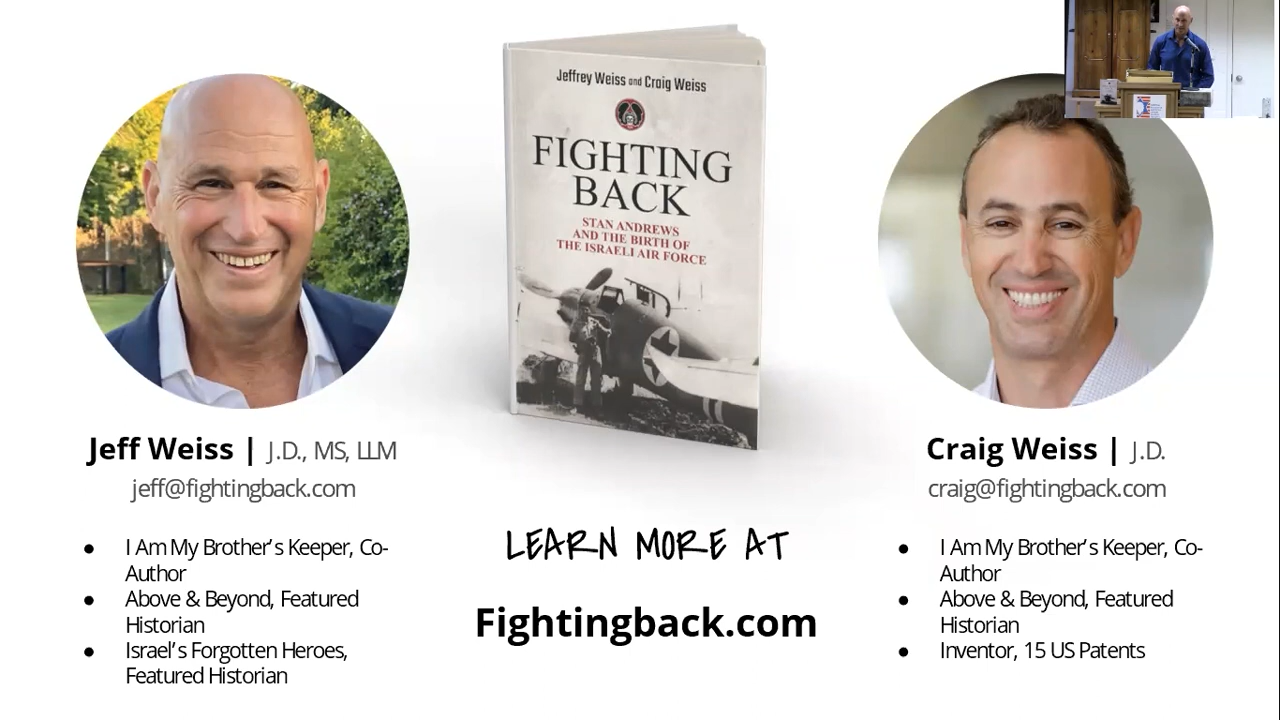 Jeffrey Weiss and Craig Weiss
FIGHTING
BACK
STAN ANDREWS
AND THE BIRTH OF
THE ISRAELI AIR FORCE
Jeff Weiss | J.D., MS, LLM
jeff@fightingback.com
• I Am My Brother's Keeper, Co-
Author
• Above & Beyond, Featured
Historian
• Israel's Forgotten Heroes,
Featured Historian
LEARN MORE AT
Fightingback.com
Craig Weiss | J.D.
craig@fightingback.com
• I Am My Brother's Keeper, Co-
Author
• Above & Beyond, Featured
Historian
• Inventor, 15 US Patents